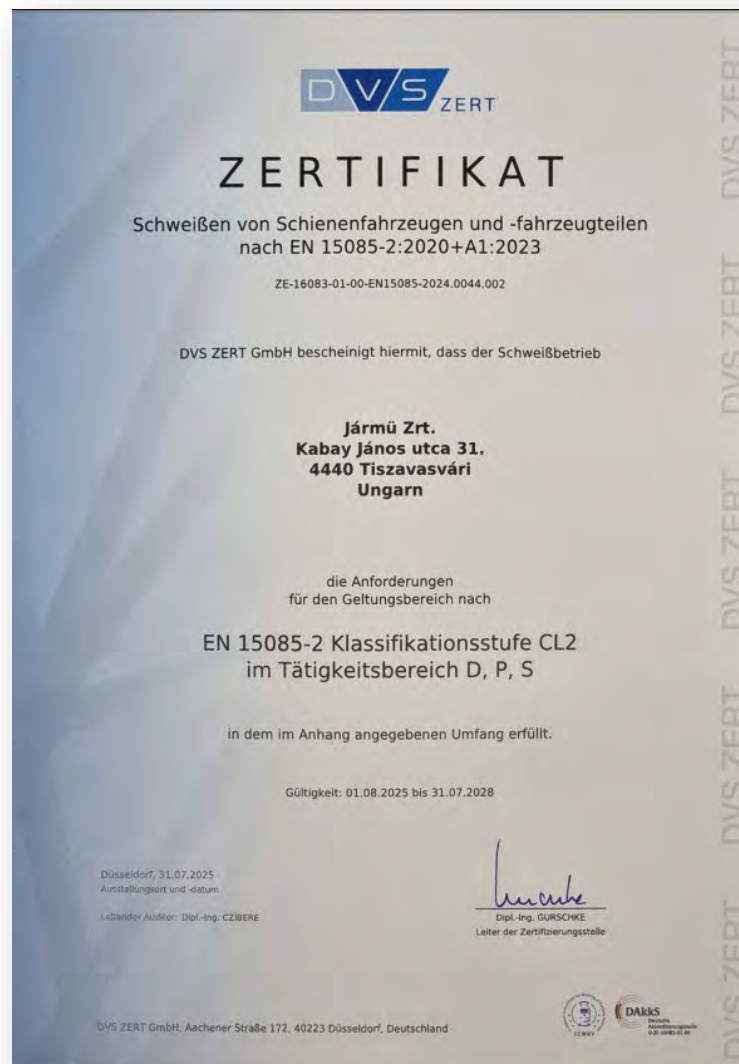 DVS ZERT
ZERTIFIKAT
Schweißen von Schienenfahrzeugen und -fahrzeugteilen
nach EN 15085-2:2020+A1:2023
ZE-16083-01-00-EN15085-2024.0044.002
DVS ZERT GmbH bescheinigt hiermit, dass der Schweißbetrieb
Jármü Zrt.
Kabay János utca 31.
4440 Tiszavasvári
Ungarn
die Anforderungen
für den Geltungsbereich nach
EN 15085-2 Klassifikationsstufe CL2
im Tätigkeitsbereich D, P, S
in dem im Anhang angegebenen Umfang erfüllt.
Gültigkeit: 01.08.2025 bis 31.07.2028
Düsseldorf, 31.07.2025
Ausstellungsort und -datum
Leitender Auditor: Dipl.-Ing. CZIBERE
Dipl.-Ing. GURSCHKE
Leiter der Zertifizierungsstelle
DVS ZERT GmbH, Aachener Straße 172, 40223 Düsseldorf, Deutschland
DAkkS
Deutsche
Akkreditierungsstelle
DVS ZERT DVS ZERT DVS ZERT DVS ZERT DVS ZERT